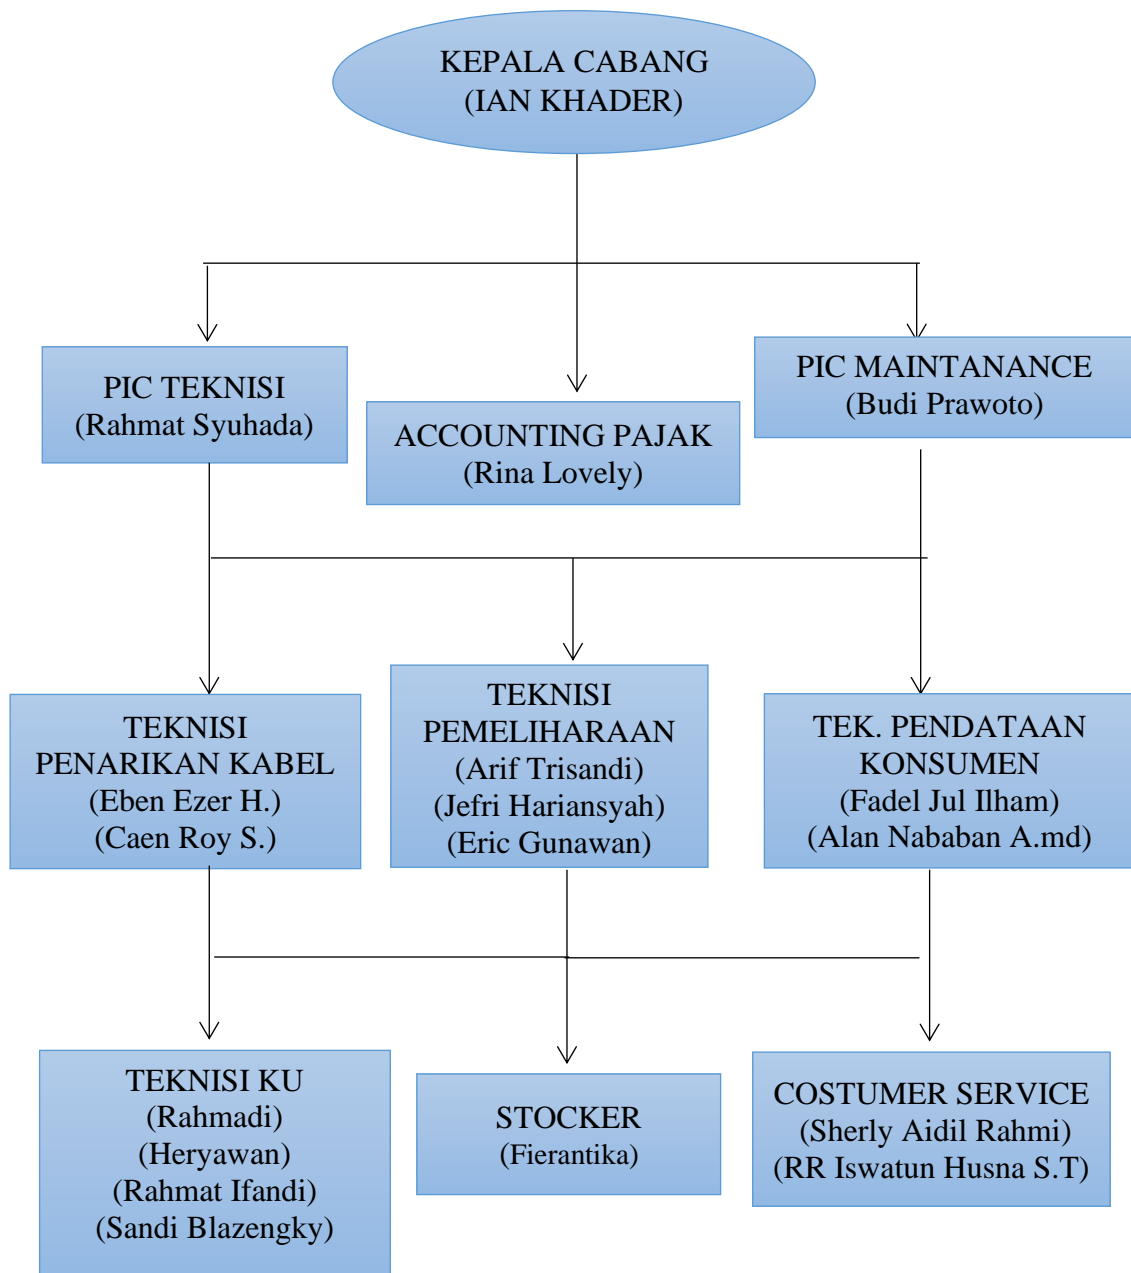 KEPALA CABANG
(IAN KHADER)
PIC TEKNISI
(Rahmat Syuhada)
ACCOUNTING PAJAK
(Rina Lovely)
PIC MAINTANANCE
(Budi Prawoto)
TEKNISI
PENARIKAN KABEL
(Eben Ezer H.)
(Caen Roy S.)
TEKNISI
PEMELIHARAAN
(Arif Trisandi)
(Jefri Hariansyah)
(Eric Gunawan)
TEK. PENDATAAN
KONSUMEN
(Fadel Jul Ilham)
(Alan Nababan A.md)
TEKNISI KU
(Rahmadi)
(Heryawan)
(Rahmat Ifandi)
(Sandi Blazengky)
STOCKER
(Fierantika)
COSTUMER SERVICE
(Sherly Aidil Rahmi)
(RR Iswatun Husna S.T)